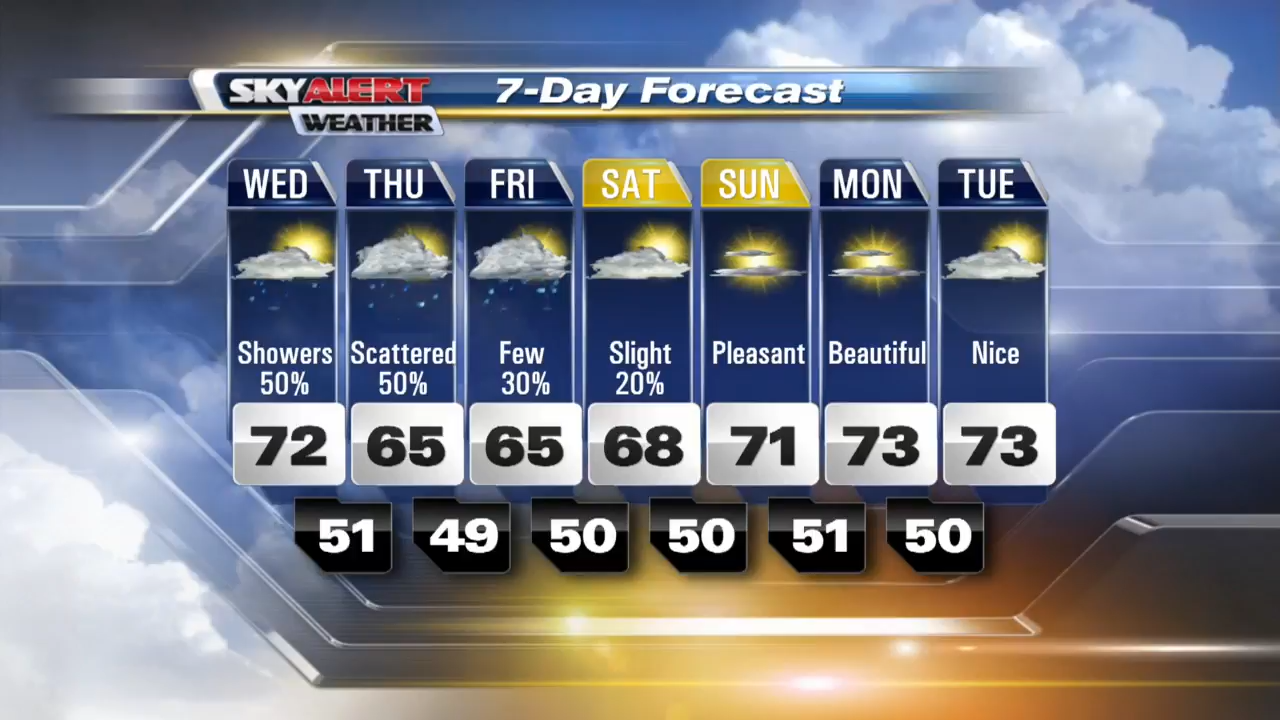 SKYALERT
WEATHER
7-Day Forecast
WED THU FRI SAT SUN MON TUE
Showers Scattered Few Slight Pleasant Beautiful Nice
50% 50% 30% 20%
72 65 65 68 71 73 73
51 49 50 50 51 50